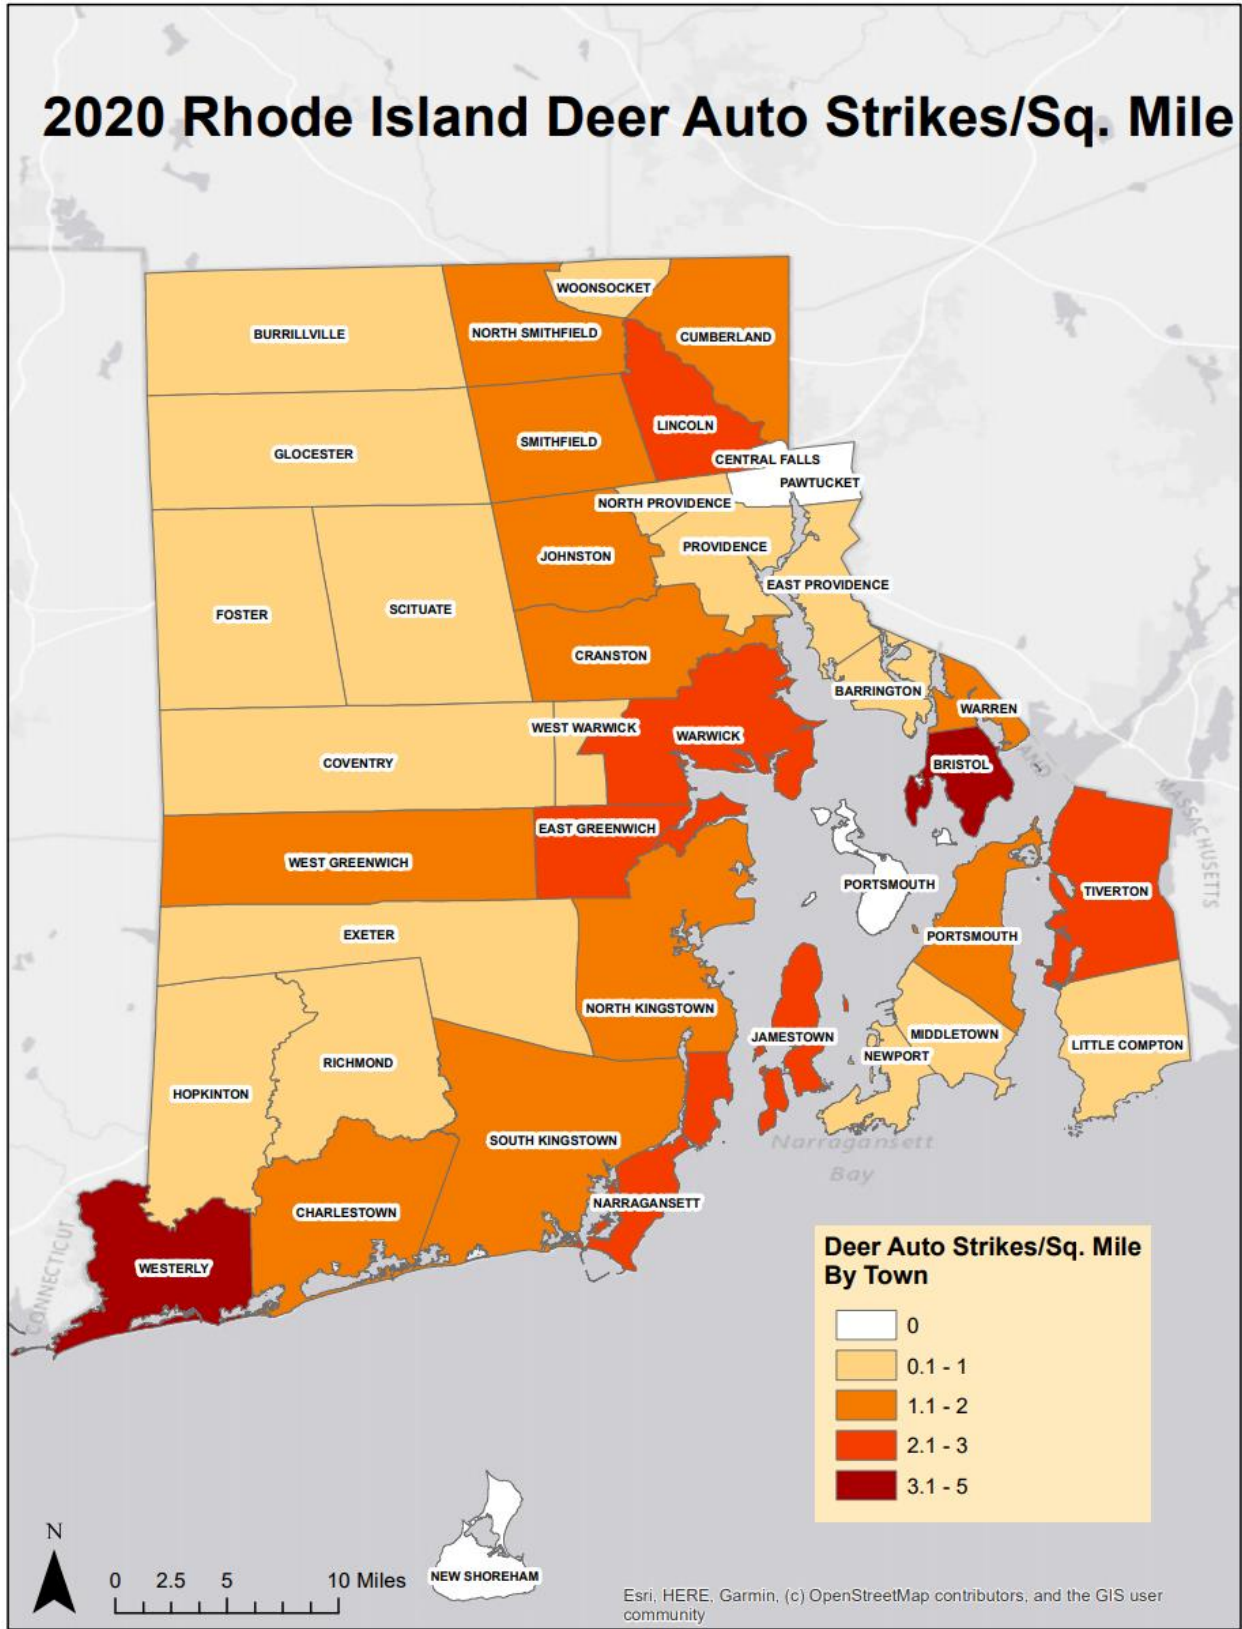 2020 Rhode Island Deer Auto Strikes/Sq. Mile
WOONSOCKET
BURRILLVILLE
NORTH SMITHFIELD
CUMBERLAND
LINCOLN
SMITHFIELD
GLOCESTER
CENTRAL FALLS
PAWTUCKET
NORTH PROVIDENCE
PROVIDENCE
JOHNSTON
EAST PROVIDENCE
FOSTER
SCITUATE
CRANSTON
BARRINGTON
WARREN
WEST WARWICK
WARWICK
COVENTRY
BRISTOL
MASSACHUSETTS
EAST GREENWICH
WEST GREENWICH
PORTSMOUTH
TIVERTON
EXETER
PORTSMOUTH
NORTH KINGSTOWN
JAMESTOWN
MIDDLETOWN
LITTLE COMPTON
NEWPORT
RICHMOND
HOPKINTON
SOUTH KINGSTOWN
Narragansett
Bay
NARRAGANSETT
CHARLESTOWN
CONNECTICUT
WESTERLY
Deer Auto Strikes/Sq. Mile
By Town
0
0.1 - 1
1.1 - 2
2.1 - 3
3.1 - 5
N
0 2.5 5 10 Miles
NEW SHOREHAM
Esri, HERE, Garmin, (c) OpenStreetMap contributors, and the GIS user
community